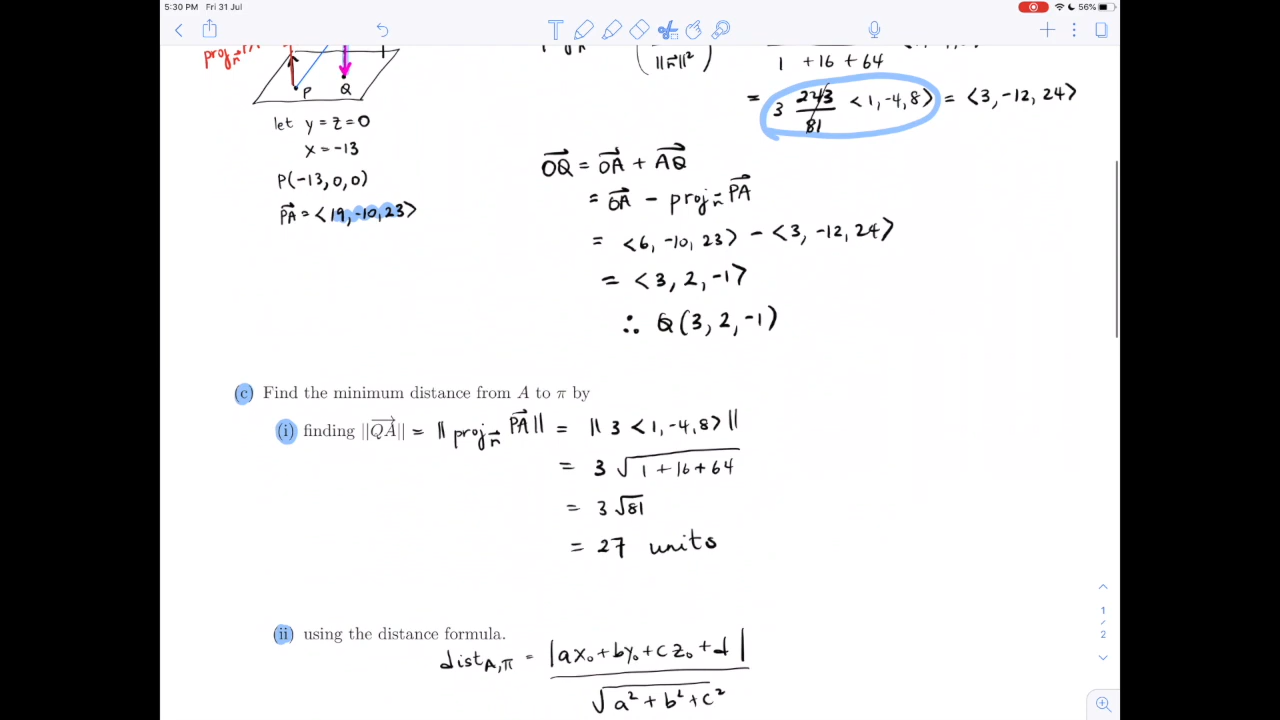 5:30 PM Fri 31 Jul
56%
let y = z = 0
x = -13
P(-13, 0, 0)
→PA = <19, -10, 23>
P
Q
||n||²
1 + 16 + 64
= 3 243/81 <1, -4, 8> = <3, -12, 24>
→OQ = →OA + →AQ
= →OA - proj→n →PA
= <6, -10, 23> - <3, -12, 24>
= <3, 2, -1>
∴ Q(3, 2, -1)
(c) Find the minimum distance from A to π by
(i) finding ||→QA|| = || proj→n →PA || = || 3 <1, -4, 8> ||
= 3 √1 + 16 + 64
= 3 √81
= 27 units
(ii) using the distance formula.
dist A,π = |ax₀ + by₀ + cz₀ + d| / √a² + b² + c²
1
/
2